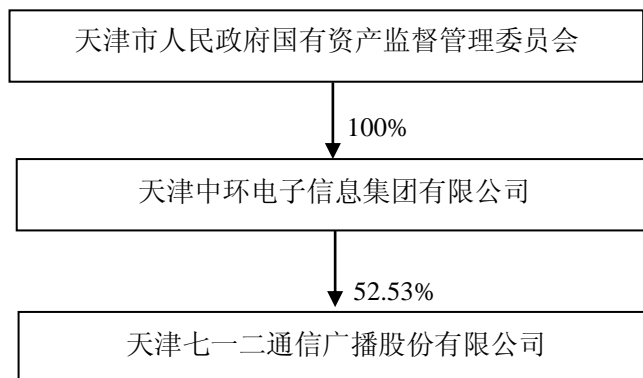 天津市人民政府国有资产监督管理委员会
100%
天津中环电子信息集团有限公司
52.53%
天津七一二通信广播股份有限公司